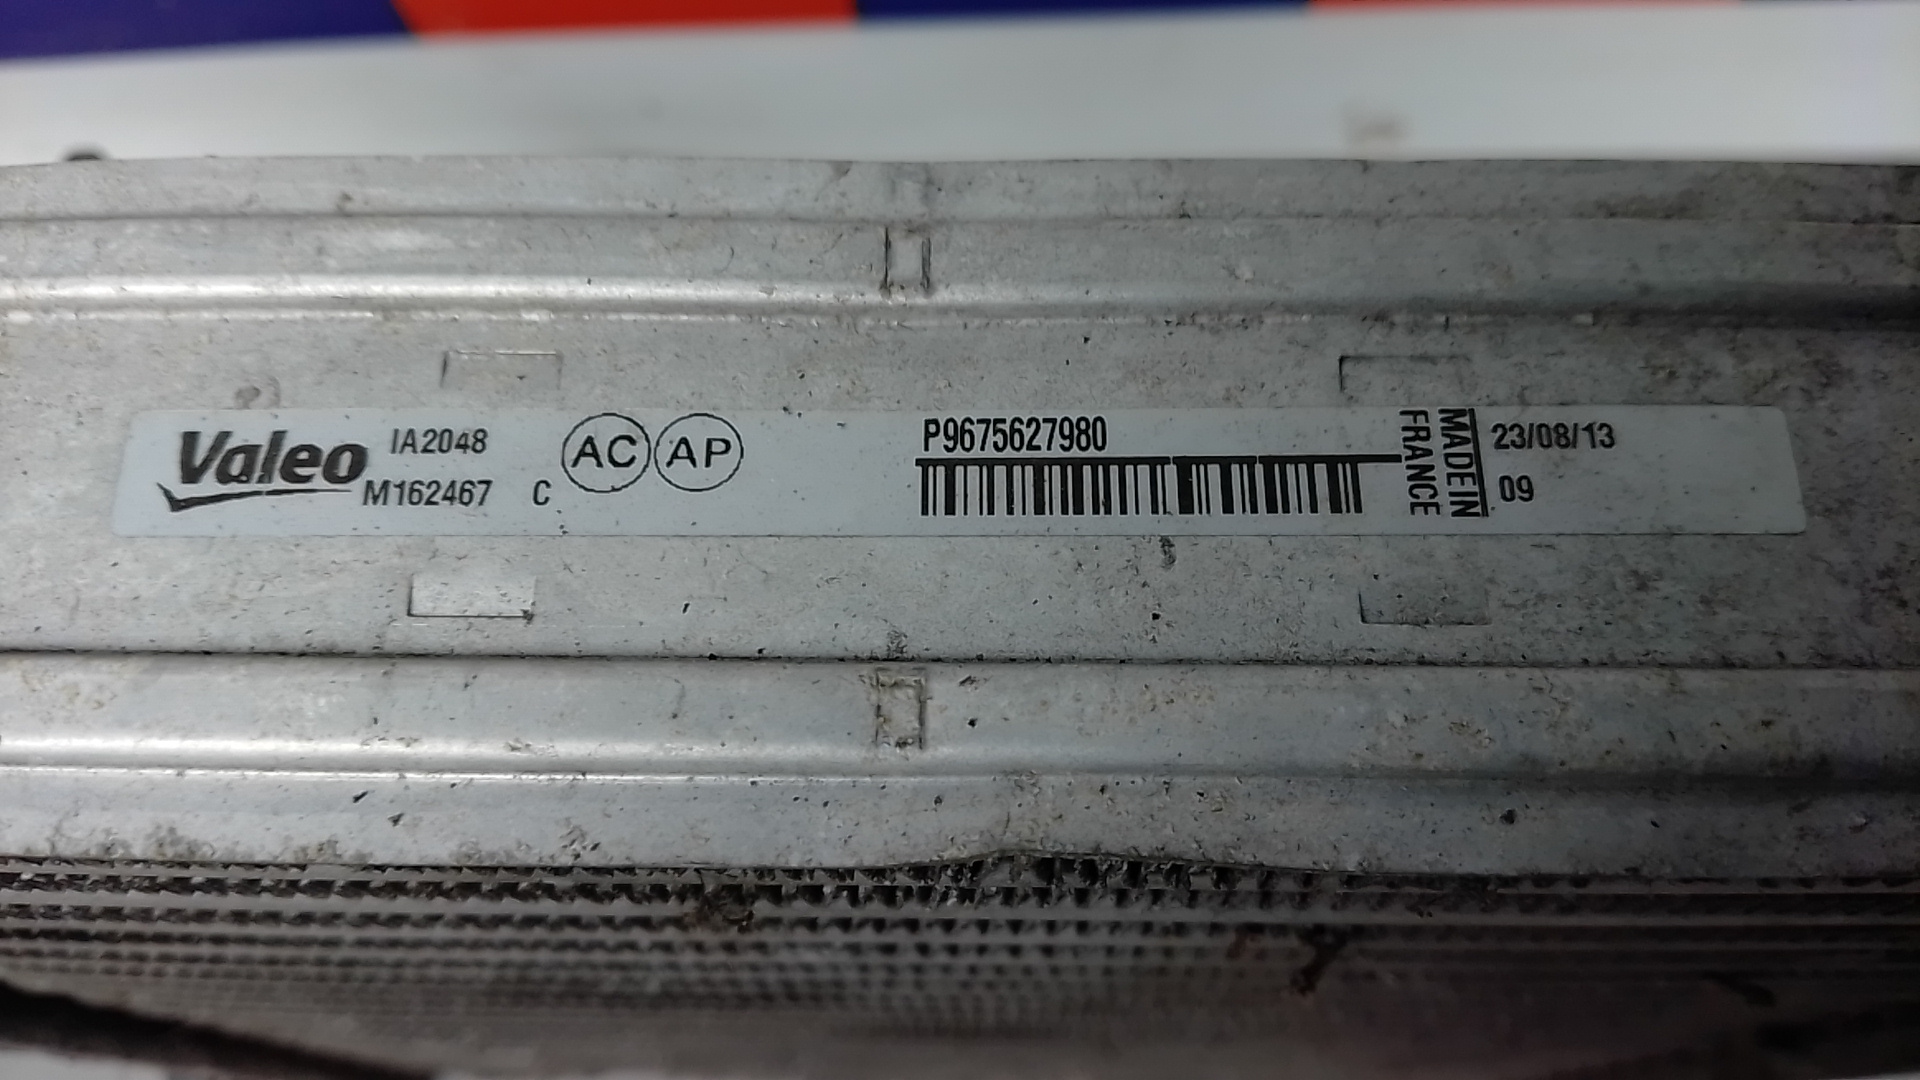 Valeo
IA2048
M162467 C
AC AP
P9675627980
MADE IN
FRANCE
23/08/13
09